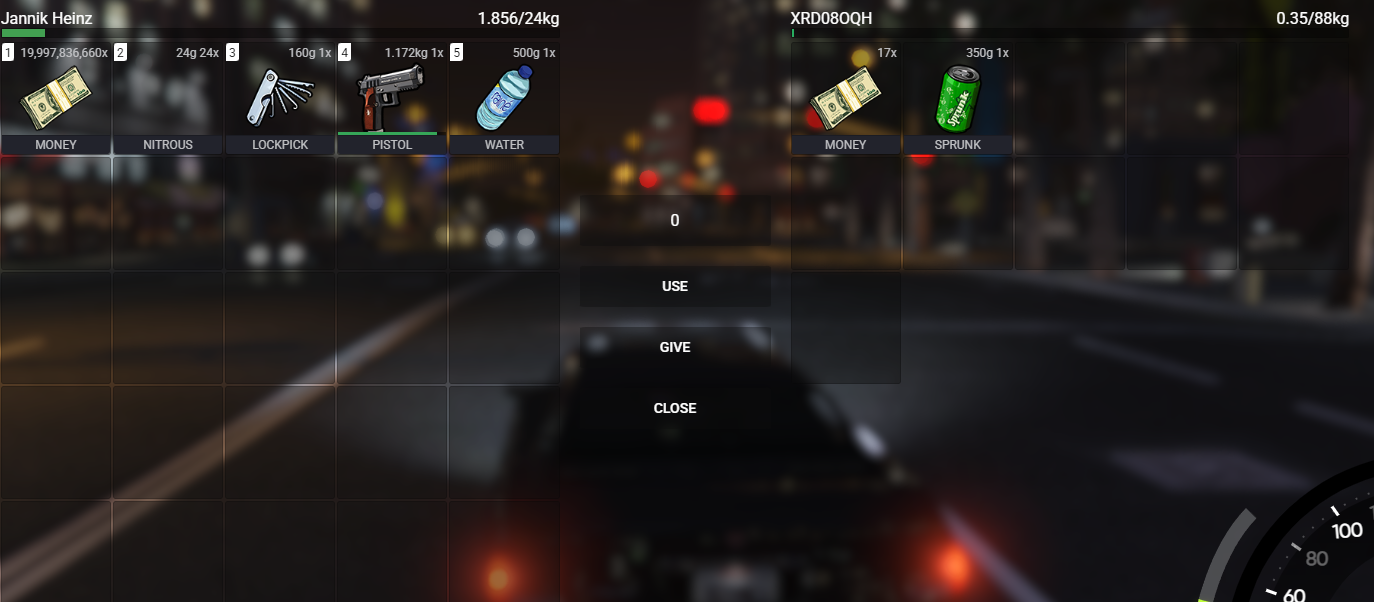 Jannik Heinz 1.856/24kg
1 19,997,836,660x 2 24g 24x 3 160g 1x 4 1.172kg 1x 5 500g 1x
MONEY NITROUS LOCKPICK PISTOL WATER
XRD08OQH 0.35/88kg
17x 350g 1x
Sprunk
MONEY SPRUNK
0
USE
GIVE
CLOSE
100
80
60